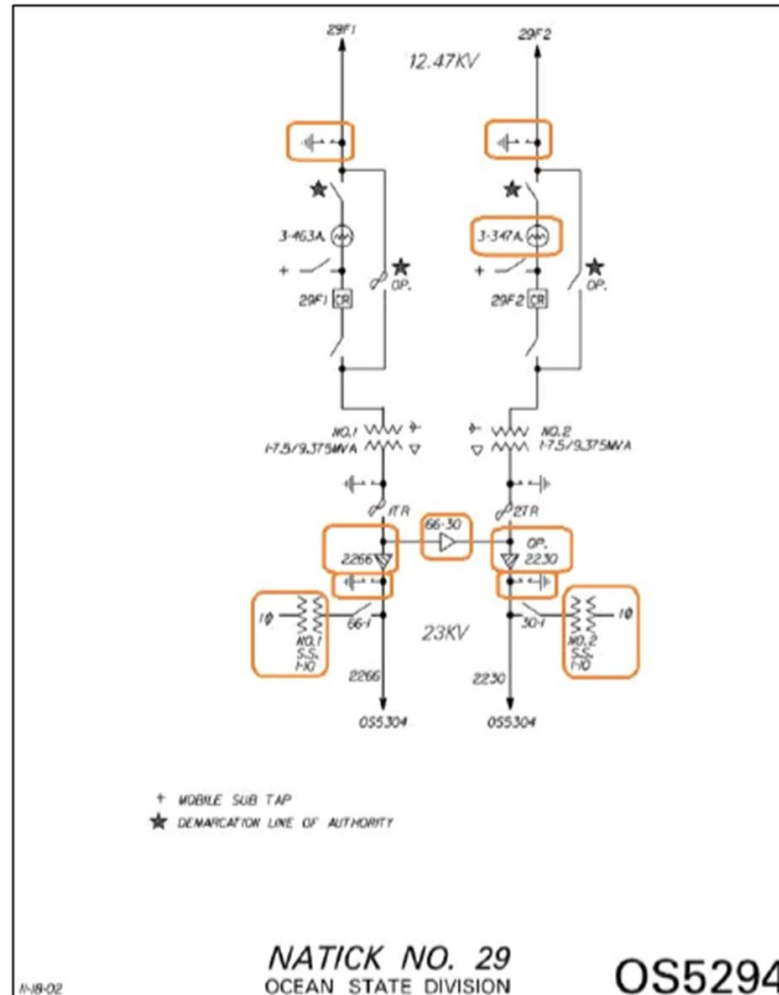 29F1
29F2
12.47KV
3-463A
3-347A
+
+
OP.
OP.
29F1 CR
29F2 CR
NO.1
1-7.5/9.375MVA
NO.2
1-7.5/9.375MVA
1TR
2TR
66-30
2266
OP.
2230
1Φ
66-1
23KV
30-1
1Φ
NO.1
S.S.
1-10
NO.2
S.S.
1-10
2266
2230
OS5304
OS5304
+ MOBILE SUB TAP
★ DEMARCATION LINE OF AUTHORITY
NATICK NO. 29
OCEAN STATE DIVISION
OS5294
11-18-02